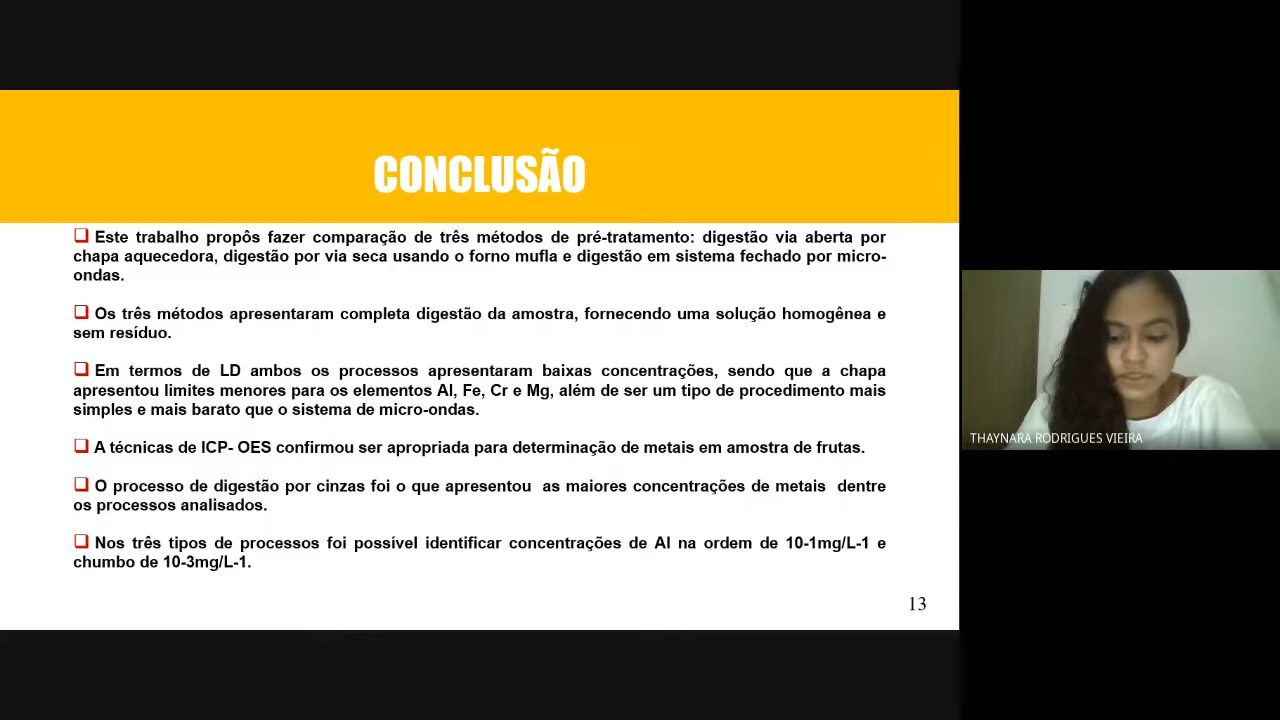 CONCLUSÃO
❑ Este trabalho propôs fazer comparação de três métodos de pré-tratamento: digestão via aberta por
chapa aquecedora, digestão por via seca usando o forno mufla e digestão em sistema fechado por micro-
ondas.
❑ Os três métodos apresentaram completa digestão da amostra, fornecendo uma solução homogênea e
sem resíduo.
❑ Em termos de LD ambos os processos apresentaram baixas concentrações, sendo que a chapa
apresentou limites menores para os elementos Al, Fe, Cr e Mg, além de ser um tipo de procedimento mais
simples e mais barato que o sistema de micro-ondas.
❑ A técnicas de ICP- OES confirmou ser apropriada para determinação de metais em amostra de frutas.
❑ O processo de digestão por cinzas foi o que apresentou as maiores concentrações de metais dentre
os processos analisados.
❑ Nos três tipos de processos foi possível identificar concentrações de Al na ordem de 10-1mg/L-1 e
chumbo de 10-3mg/L-1.
13
THAYNARA RODRIGUES VIEIRA